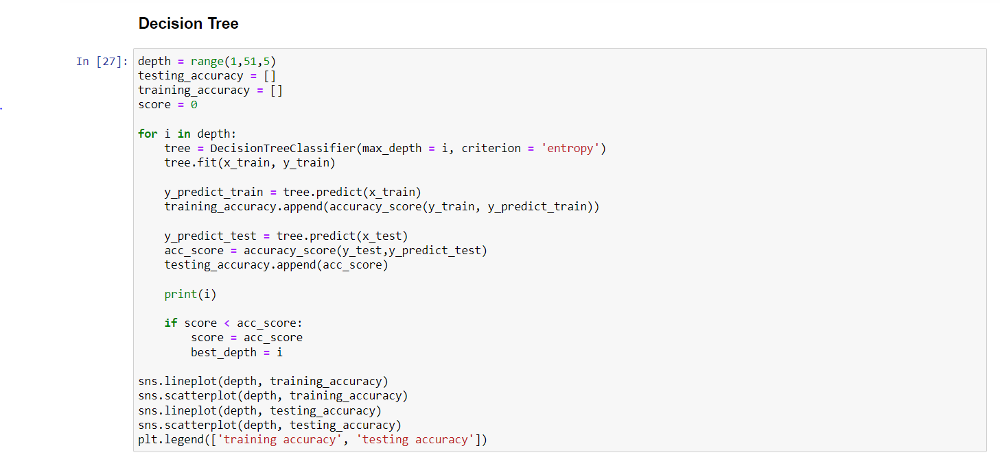 Decision Tree
In [27]: depth = range(1,51,5)
testing_accuracy = []
training_accuracy = []
score = 0
for i in depth:
    tree = DecisionTreeClassifier(max_depth = i, criterion = 'entropy')
    tree.fit(x_train, y_train)
    y_predict_train = tree.predict(x_train)
    training_accuracy.append(accuracy_score(y_train, y_predict_train))
    y_predict_test = tree.predict(x_test)
    acc_score = accuracy_score(y_test,y_predict_test)
    testing_accuracy.append(acc_score)
    print(i)
    if score < acc_score:
        score = acc_score
        best_depth = i
sns.lineplot(depth, training_accuracy)
sns.scatterplot(depth, training_accuracy)
sns.lineplot(depth, testing_accuracy)
sns.scatterplot(depth, testing_accuracy)
plt.legend(['training accuracy', 'testing accuracy'])